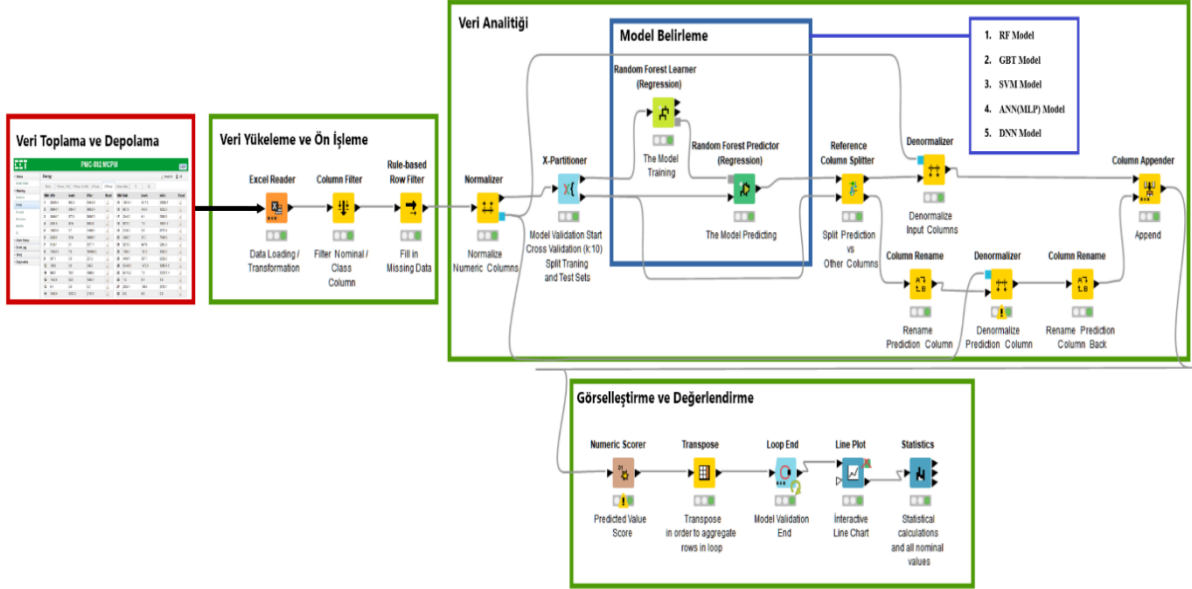 Veri Toplama ve Depolama
PMC-592 MCPM
Veri Yükeleme ve Ön İşleme
Excel Reader
Data Loading /
Transformation
Column Filter
Filter Nominal /
Class
Column
Rule-based
Row Filter
Fill in
Missing Data
Veri Analitiği
Normalizer
Normalize
Numeric Columns
X-Partitioner
Model Validation Start
Cross Validation (k:10)
Split Traning
and Test Sets
Model Belirleme
Random Forest Learner
(Regression)
The Model
Training
Random Forest Predictor
(Regression)
The Model Predicting
1. RF Model
2. GBT Model
3. SVM Model
4. ANN(MLP) Model
5. DNN Model
Reference
Column Splitter
Split Prediction
vs
Other Columns
Denormalizer
Denormalize
Input Columns
Column Rename
Rename
Prediction Column
Denormalizer
Denormalize
Prediction Column
Column Rename
Rename Prediction
Column Back
Column Appender
Append
Görselleştirme ve Değerlendirme
Numeric Scorer
Predicted Value
Score
Transpose
Transpose
in order to aggregate
rows in loop
Loop End
Model Validation
End
Line Plot
İnteractive
Line Chart
Statistics
Statistical
calculations
and all nominal
values